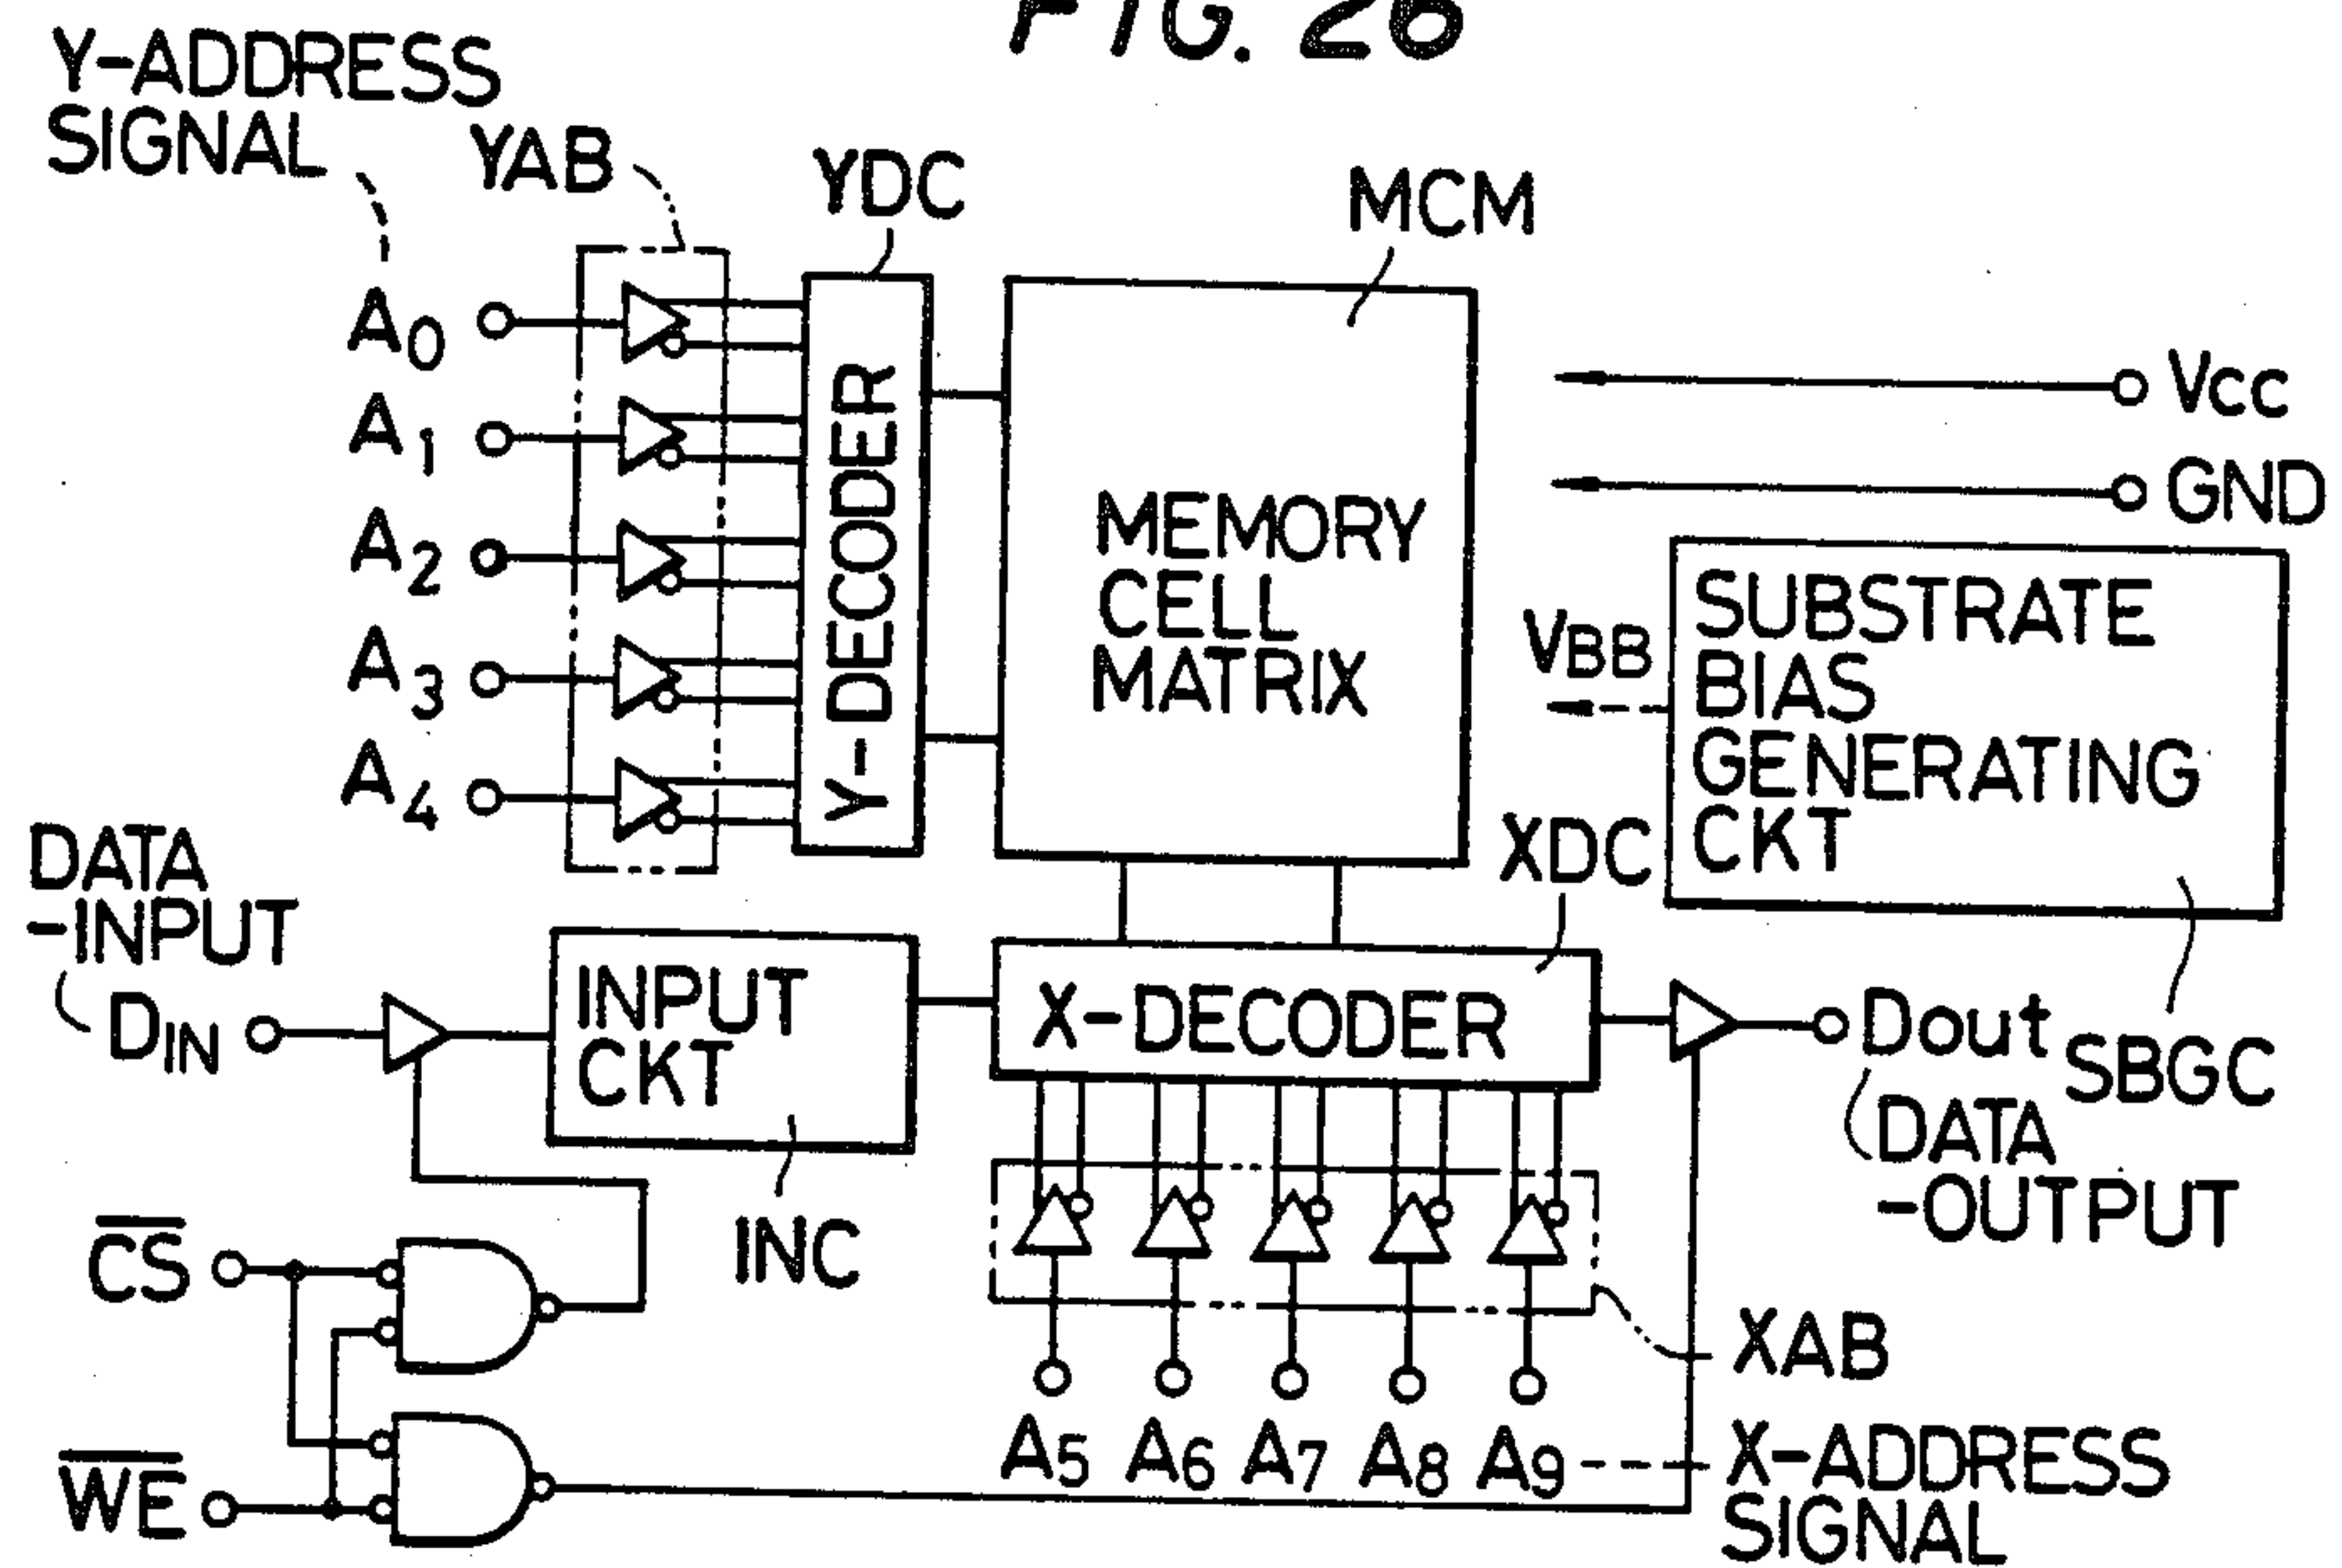 FIG. 26
Y-ADDRESS
SIGNAL
YAB
YDC
MCM
A0
A1
A2
A3
A4
Y-DECODER
MEMORY
CELL
MATRIX
VCC
GND
VBB
SUBSTRATE
BIAS
GENERATING
CKT
XDC
DATA
-INPUT
DIN
INPUT
CKT
X-DECODER
Dout
SBGC
DATA
-OUTPUT
INC
C̅S̅
XAB
W̅E̅
A5 A6 A7 A8 A9
X-ADDRESS
SIGNAL